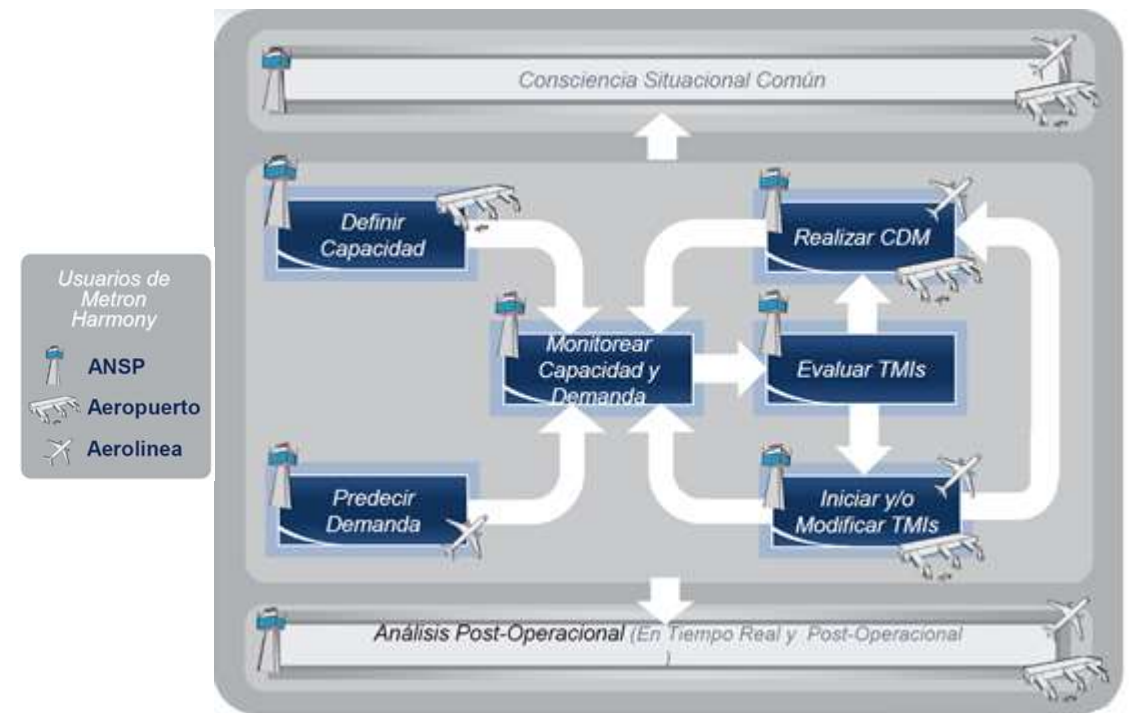 Consciencia Situacional Común
Definir
Capacidad
Realizar CDM
Usuarios de
Metron
Harmony
ANSP
Aeropuerto
Aerolinea
Monitorear
Capacidad y
Demanda
Evaluar TMIs
Predecir
Demanda
Iniciar y/o
Modificar TMIs
Análisis Post-Operacional (En Tiempo Real y Post-Operacional
)